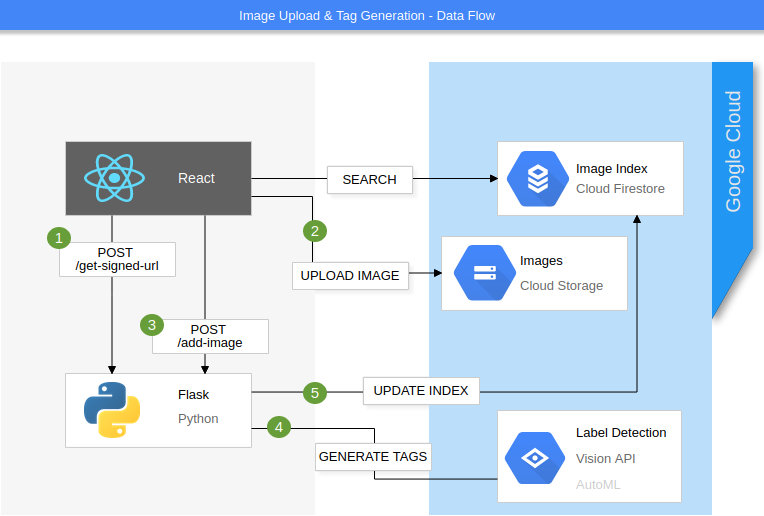 Image Upload & Tag Generation - Data Flow
Google Cloud
React
SEARCH
Image Index
Cloud Firestore
1
POST
/get-signed-url
2
UPLOAD IMAGE
Images
Cloud Storage
3
POST
/add-image
Flask
Python
5
UPDATE INDEX
4
GENERATE TAGS
Label Detection
Vision API
AutoML